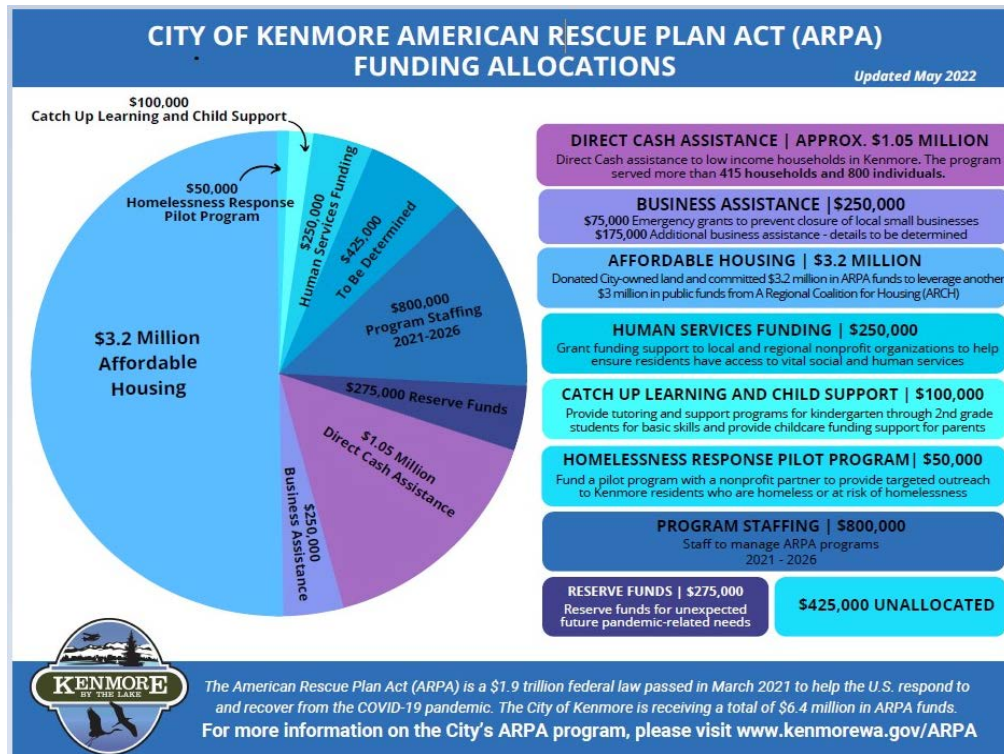 CITY OF KENMORE AMERICAN RESCUE PLAN ACT (ARPA)
FUNDING ALLOCATIONS
Updated May 2022
$100,000
Catch Up Learning and Child Support
$50,000
Homelessness Response
Pilot Program
$250,000
Human Services Funding
$425,000
To Be Determined
$800,000
Program Staffing
2021-2026
$275,000 Reserve Funds
$1.05 Million
Direct Cash Assistance
$250,000
Business Assistance
$3.2 Million
Affordable
Housing
DIRECT CASH ASSISTANCE | APPROX. $1.05 MILLION
Direct Cash assistance to low income households in Kenmore. The program
served more than 415 households and 800 individuals.
BUSINESS ASSISTANCE |$250,000
$75,000 Emergency grants to prevent closure of local small businesses
$175,000 Additional business assistance - details to be determined
AFFORDABLE HOUSING | $3.2 MILLION
Donated City-owned land and committed $3.2 million in ARPA funds to leverage another
$3 million in public funds from A Regional Coalition for Housing (ARCH)
HUMAN SERVICES FUNDING | $250,000
Grant funding support to local and regional nonprofit organizations to help
ensure residents have access to vital social and human services
CATCH UP LEARNING AND CHILD SUPPORT | $100,000
Provide tutoring and support programs for kindergarten through 2nd grade
students for basic skills and provide childcare funding support for parents
HOMELESSNESS RESPONSE PILOT PROGRAM| $50,000
Fund a pilot program with a nonprofit partner to provide targeted outreach
to Kenmore residents who are homeless or at risk of homelessness
PROGRAM STAFFING | $800,000
Staff to manage ARPA programs
2021 - 2026
RESERVE FUNDS | $275,000
Reserve funds for unexpected
future pandemic-related needs
$425,000 UNALLOCATED
KENMORE
BY THE LAKE
The American Rescue Plan Act (ARPA) is a $1.9 trillion federal law passed in March 2021 to help the U.S. respond to
and recover from the COVID-19 pandemic. The City of Kenmore is receiving a total of $6.4 million in ARPA funds.
For more information on the City's ARPA program, please visit www.kenmorewa.gov/ARPA